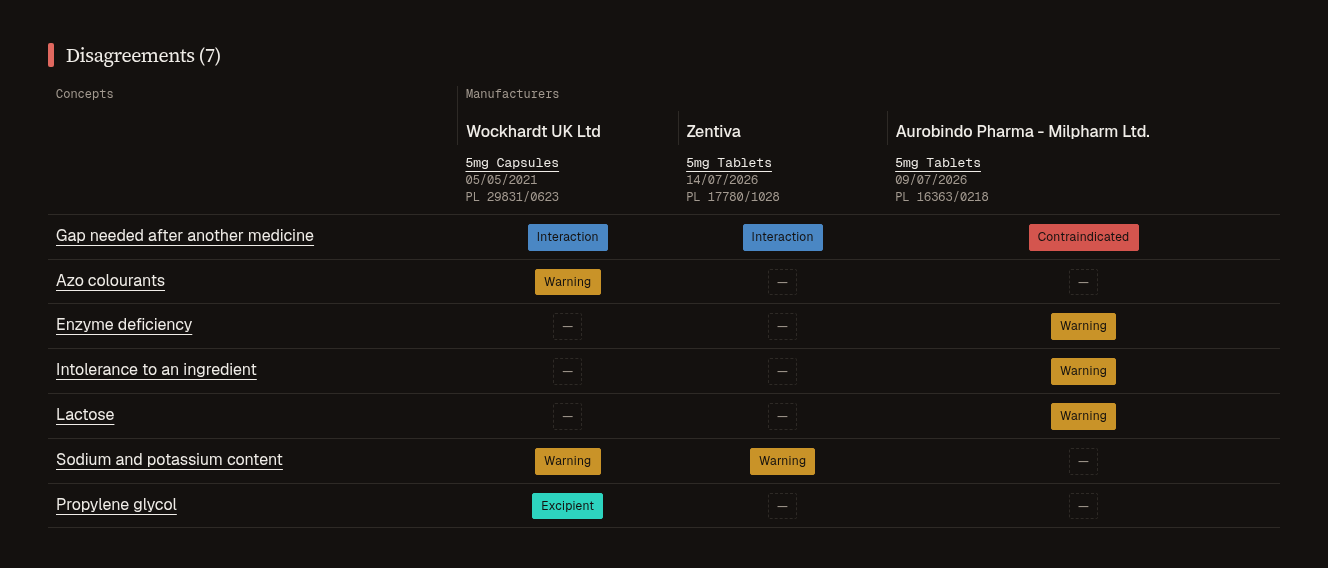 Disagreements (7)
Concepts
Manufacturers
Wockhardt UK Ltd
Zentiva
Aurobindo Pharma - Milpharm Ltd.
5mg Capsules
5mg Tablets
5mg Tablets
05/05/2021
14/07/2026
09/07/2026
PL 29831/0623
PL 17780/1028
PL 16363/0218
Gap needed after another medicine
Interaction
Interaction
Contraindicated
Azo colourants
Warning
—
—
Enzyme deficiency
—
—
Warning
Intolerance to an ingredient
—
—
Warning
Lactose
—
—
Warning
Sodium and potassium content
Warning
Warning
—
Propylene glycol
Excipient
—
—